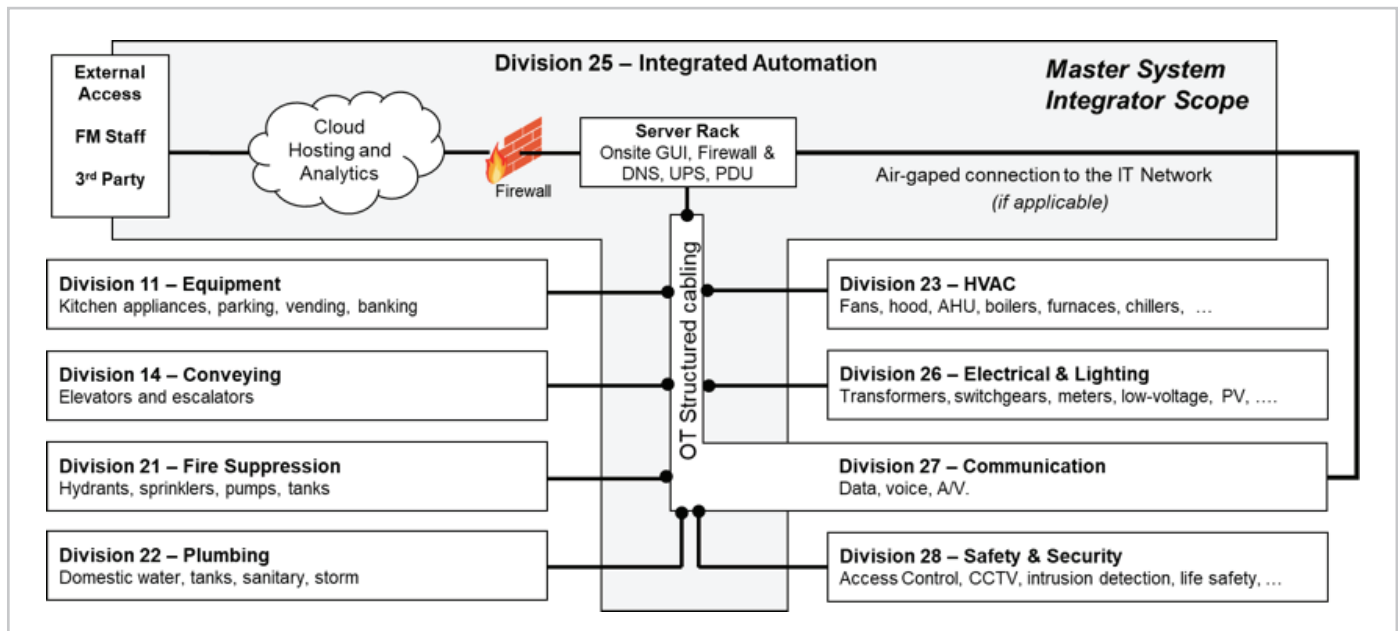 Division 25 – Integrated Automation
Master System
Integrator Scope
External
Access
FM Staff
3rd Party
Cloud
Hosting and
Analytics
Firewall
Server Rack
Onsite GUI, Firewall &
DNS, UPS, PDU
Air-gaped connection to the IT Network
(if applicable)
OT Structured cabling
Division 11 – Equipment
Kitchen appliances, parking, vending, banking
Division 14 – Conveying
Elevators and escalators
Division 21 – Fire Suppression
Hydrants, sprinklers, pumps, tanks
Division 22 – Plumbing
Domestic water, tanks, sanitary, storm
Division 23 – HVAC
Fans, hood, AHU, boilers, furnaces, chillers, …
Division 26 – Electrical & Lighting
Transformers, switchgears, meters, low-voltage, PV, ….
Division 27 – Communication
Data, voice, A/V.
Division 28 – Safety & Security
Access Control, CCTV, intrusion detection, life safety, …